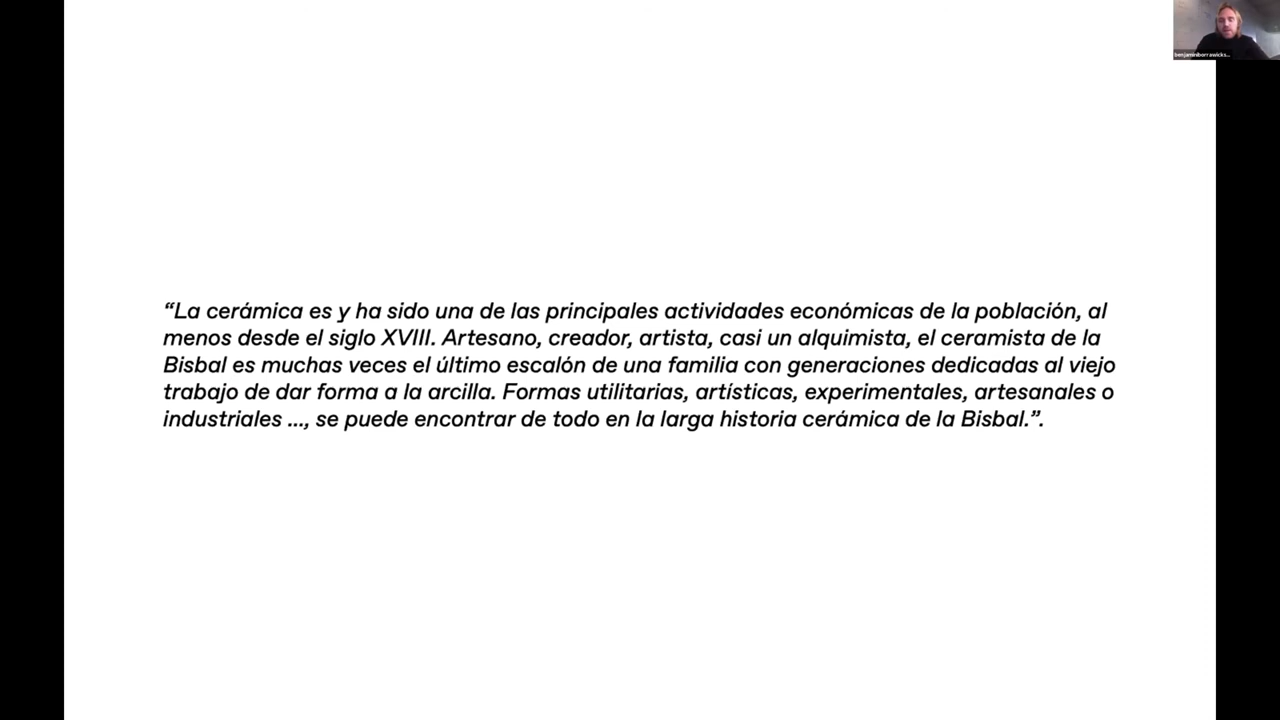 “La cerámica es y ha sido una de las principales actividades económicas de la población, al
menos desde el siglo XVIII. Artesano, creador, artista, casi un alquimista, el ceramista de la
Bisbal es muchas veces el último escalón de una familia con generaciones dedicadas al viejo
trabajo de dar forma a la arcilla. Formas utilitarias, artísticas, experimentales, artesanales o
industriales ..., se puede encontrar de todo en la larga historia cerámica de la Bisbal.”.